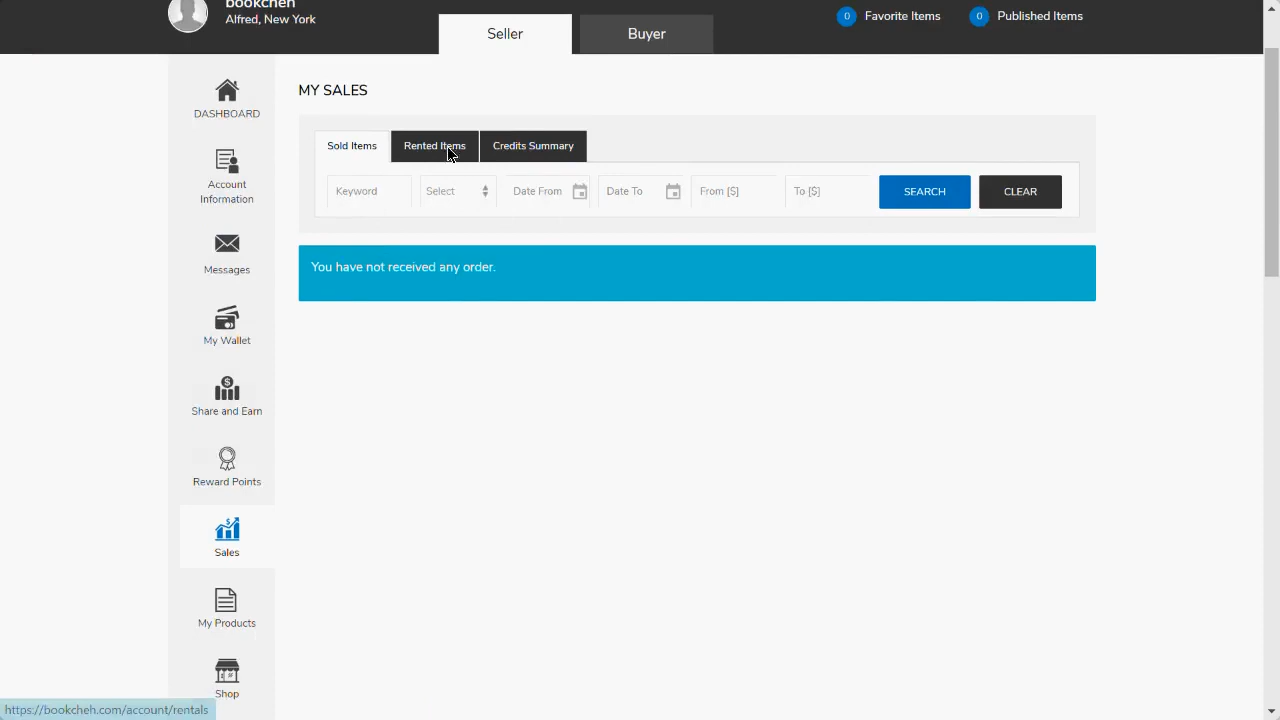 bookcheh
Alfred, New York
Seller
Buyer
0 Favorite Items
0 Published Items
DASHBOARD
Account
Information
Messages
My Wallet
Share and Earn
Reward Points
Sales
My Products
Shop
MY SALES
Sold Items
Rented Items
Credits Summary
Keyword
Select
Date From
Date To
From [$]
To [$]
SEARCH
CLEAR
You have not received any order.
https://bookcheh.com/account/rentals